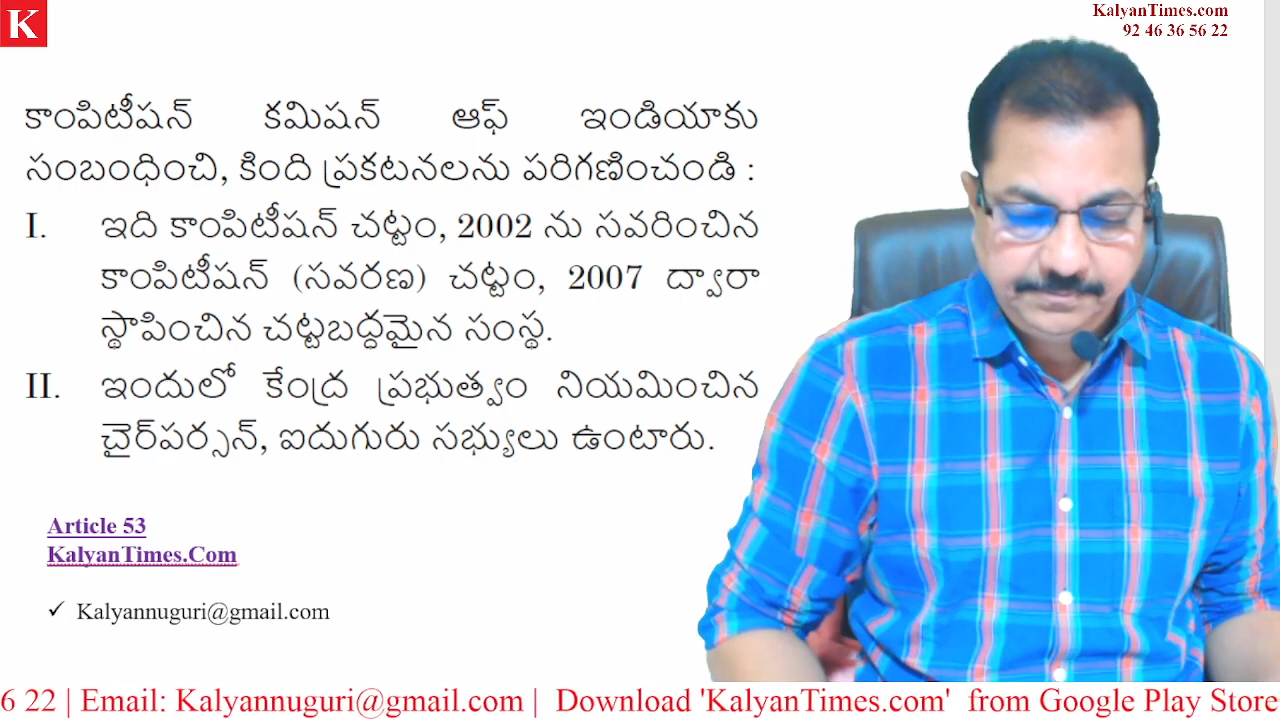 K
KalyanTimes.com
92 46 36 56 22
కాంపిటీషన్ కమిషన్ ఆఫ్ ఇండియాకు
సంబంధించి, కింది ప్రకటనలను పరిగణించండి :
I. ఇది కాంపిటీషన్ చట్టం, 2002 ను సవరించిన
కాంపిటీషన్ (సవరణ) చట్టం, 2007 ద్వారా
స్థాపించిన చట్టబద్ధమైన సంస్థ.
II. ఇందులో కేంద్ర ప్రభుత్వం నియమించిన
చైర్‌పర్సన్, ఐదుగురు సభ్యులు ఉంటారు.
Article 53
KalyanTimes.Com
✓ Kalyannuguri@gmail.com
6 22 | Email: Kalyannuguri@gmail.com | Download 'KalyanTimes.com' from Google Play Store